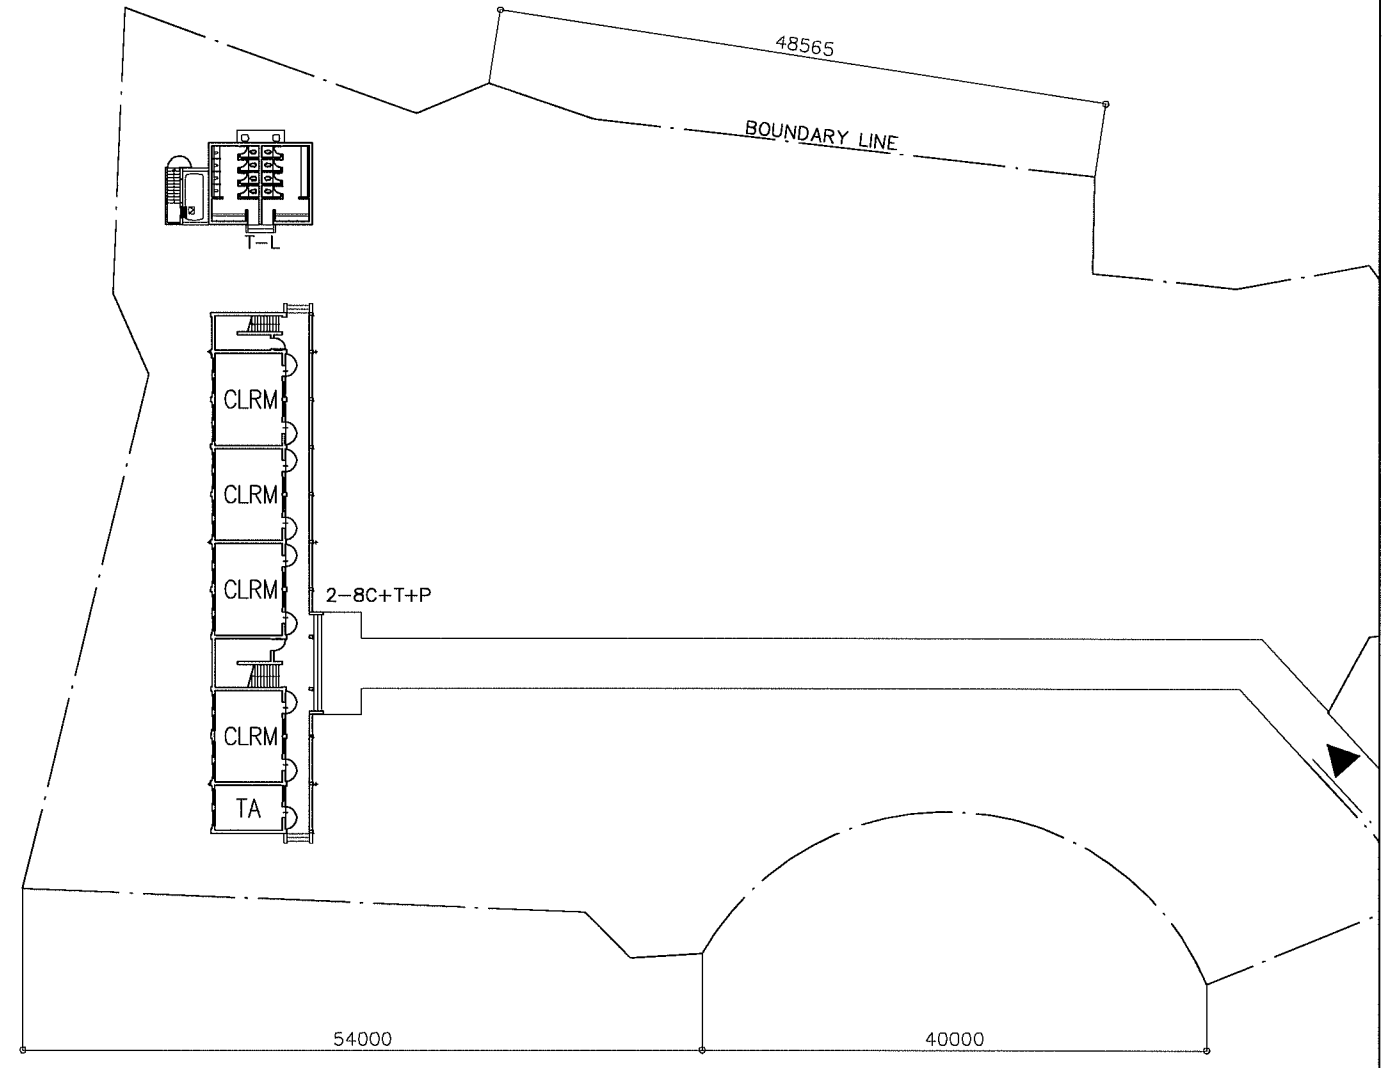 48565
BOUNDARY LINE
T-L
CLRM
CLRM
CLRM
2-8C+T+P
CLRM
TA
54000
40000